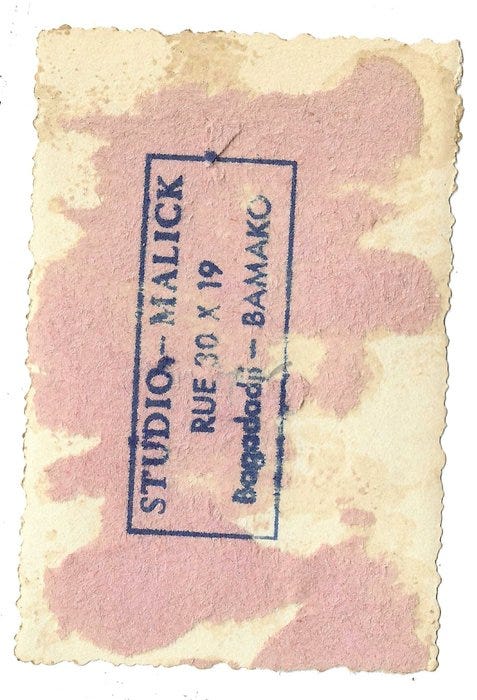 STUDIO – MALICK
RUE 30 X 19
Bagadadji – BAMAKO